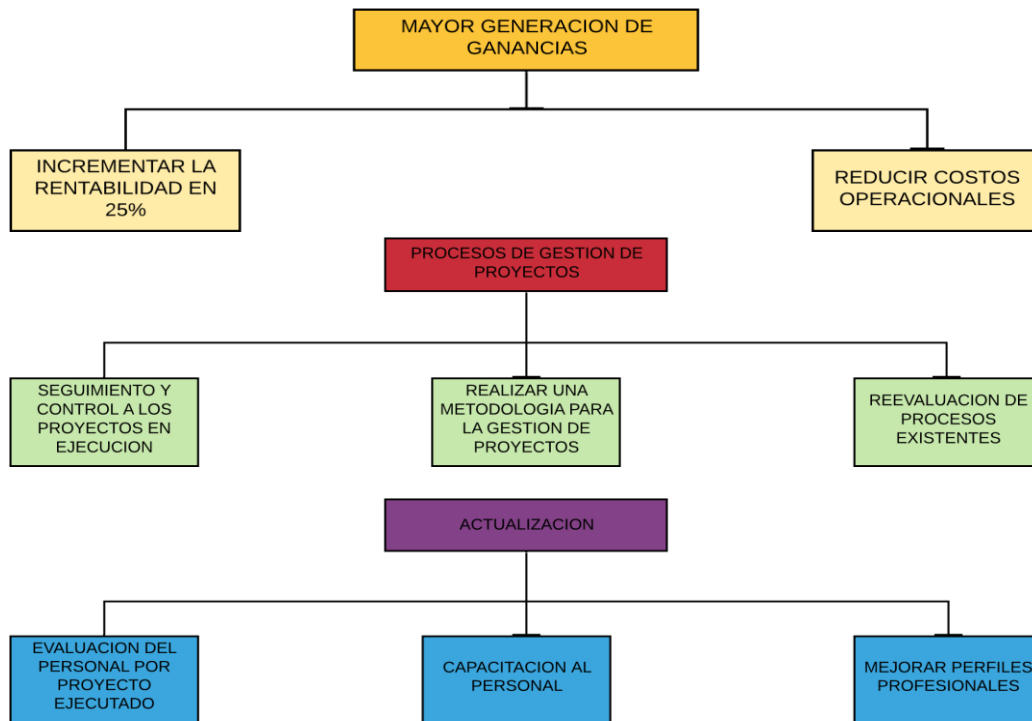 MAYOR GENERACION DE
GANANCIAS
INCREMENTAR LA
RENTABILIDAD EN
25%
REDUCIR COSTOS
OPERACIONALES
PROCESOS DE GESTION DE
PROYECTOS
SEGUIMIENTO Y
CONTROL A LOS
PROYECTOS EN
EJECUCION
REALIZAR UNA
METODOLOGIA PARA
LA GESTION DE
PROYECTOS
REEVALUACION DE
PROCESOS
EXISTENTES
ACTUALIZACION
EVALUACION DEL
PERSONAL POR
PROYECTO
EJECUTADO
CAPACITACION AL
PERSONAL
MEJORAR PERFILES
PROFESIONALES